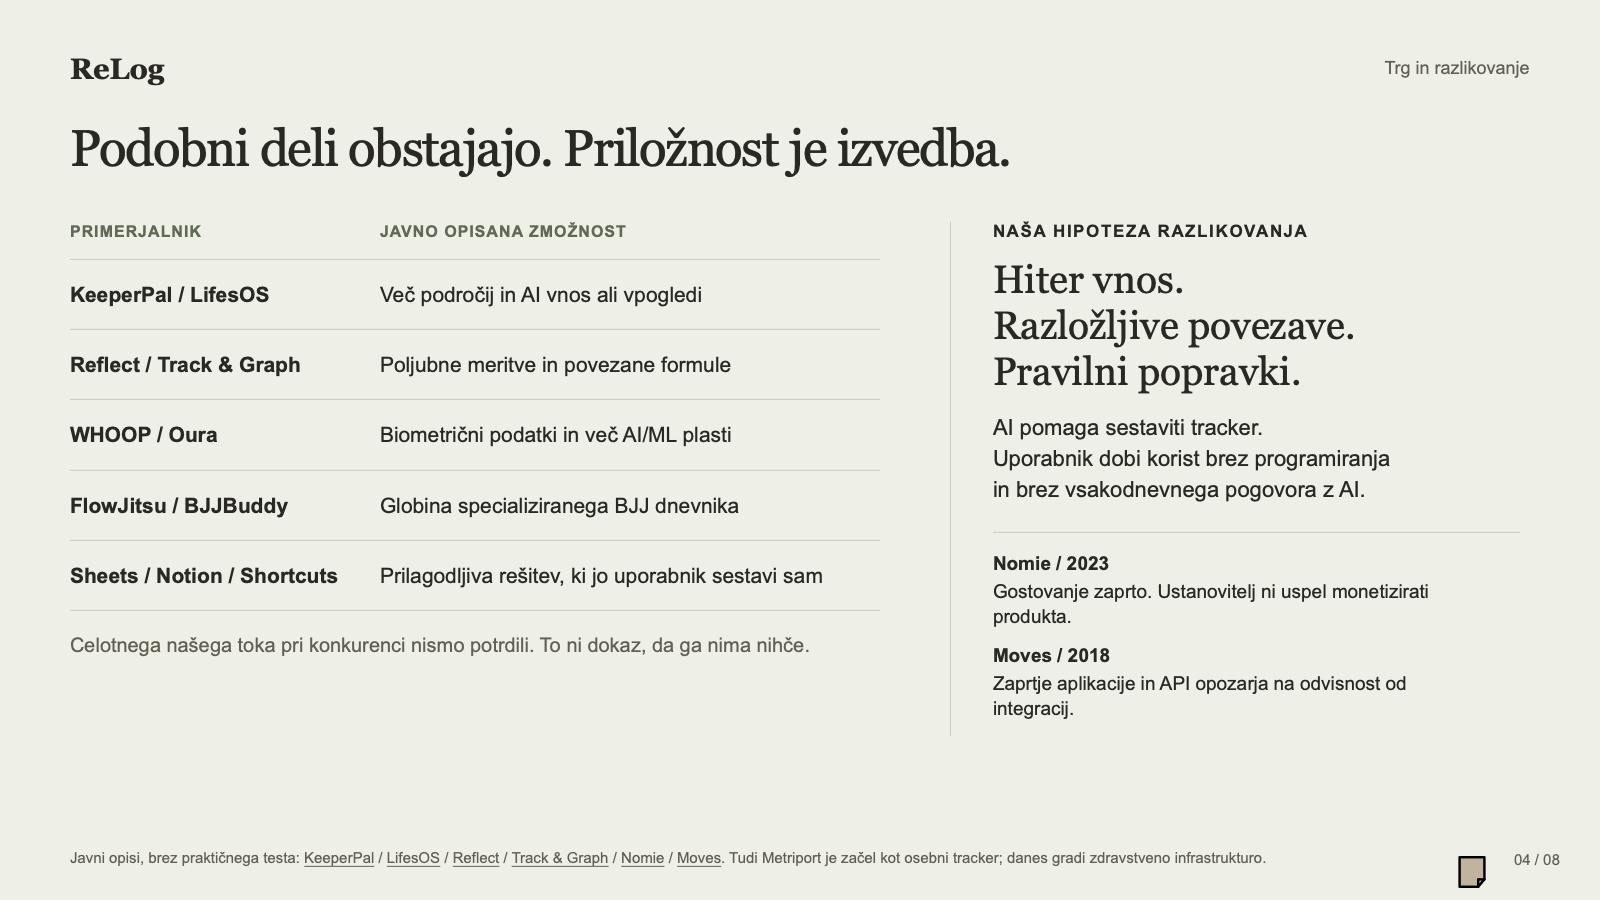 ReLog
Trg in razlikovanje
Podobni deli obstajajo. Priložnost je izvedba.
PRIMERJALNIK
JAVNO OPISANA ZMOŽNOST
KeeperPal / LifesOS
Več področij in AI vnos ali vpogledi
Reflect / Track & Graph
Poljubne meritve in povezane formule
WHOOP / Oura
Biometrični podatki in več AI/ML plasti
FlowJitsu / BJJBuddy
Globina specializiranega BJJ dnevnika
Sheets / Notion / Shortcuts
Prilagodljiva rešitev, ki jo uporabnik sestavi sam
Celotnega našega toka pri konkurenci nismo potrdili. To ni dokaz, da ga nima nihče.
NAŠA HIPOTEZA RAZLIKOVANJA
Hiter vnos.
Razložljive povezave.
Pravilni popravki.
AI pomaga sestaviti tracker.
Uporabnik dobi korist brez programiranja
in brez vsakodnevnega pogovora z AI.
Nomie / 2023
Gostovanje zaprto. Ustanovitelj ni uspel monetizirati
produkta.
Moves / 2018
Zaprtje aplikacije in API opozarja na odvisnost od
integracij.
Javni opisi, brez praktičnega testa: KeeperPal / LifesOS / Reflect / Track & Graph / Nomie / Moves. Tudi Metriport je začel kot osebni tracker; danes gradi zdravstveno infrastrukturo.
04 / 08